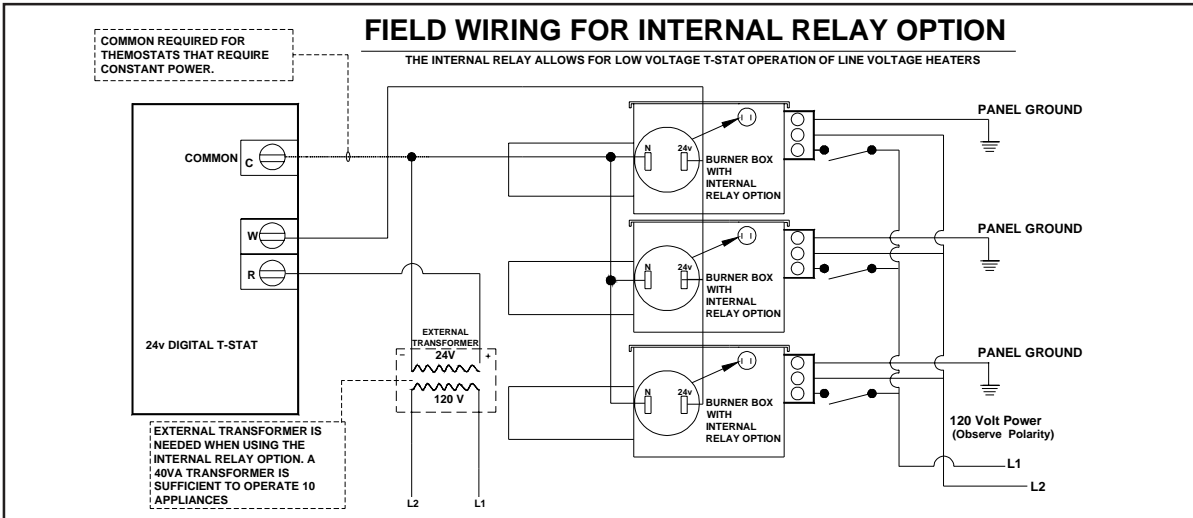 FIELD WIRING FOR INTERNAL RELAY OPTION
THE INTERNAL RELAY ALLOWS FOR LOW VOLTAGE T-STAT OPERATION OF LINE VOLTAGE HEATERS
COMMON REQUIRED FOR
THEMOSTATS THAT REQUIRE
CONSTANT POWER.
COMMON
C
W
R
24v DIGITAL T-STAT
EXTERNAL
TRANSFORMER
– 24V +
120 V
L2 L1
EXTERNAL TRANSFORMER IS
NEEDED WHEN USING THE
INTERNAL RELAY OPTION. A
40VA TRANSFORMER IS
SUFFICIENT TO OPERATE 10
APPLIANCES
N 24v
BURNER BOX
WITH
INTERNAL
RELAY OPTION
PANEL GROUND
N 24v
BURNER BOX
WITH
INTERNAL
RELAY OPTION
PANEL GROUND
N 24v
BURNER BOX
WITH
INTERNAL
RELAY OPTION
PANEL GROUND
120 Volt Power
(Observe Polarity)
L1
L2